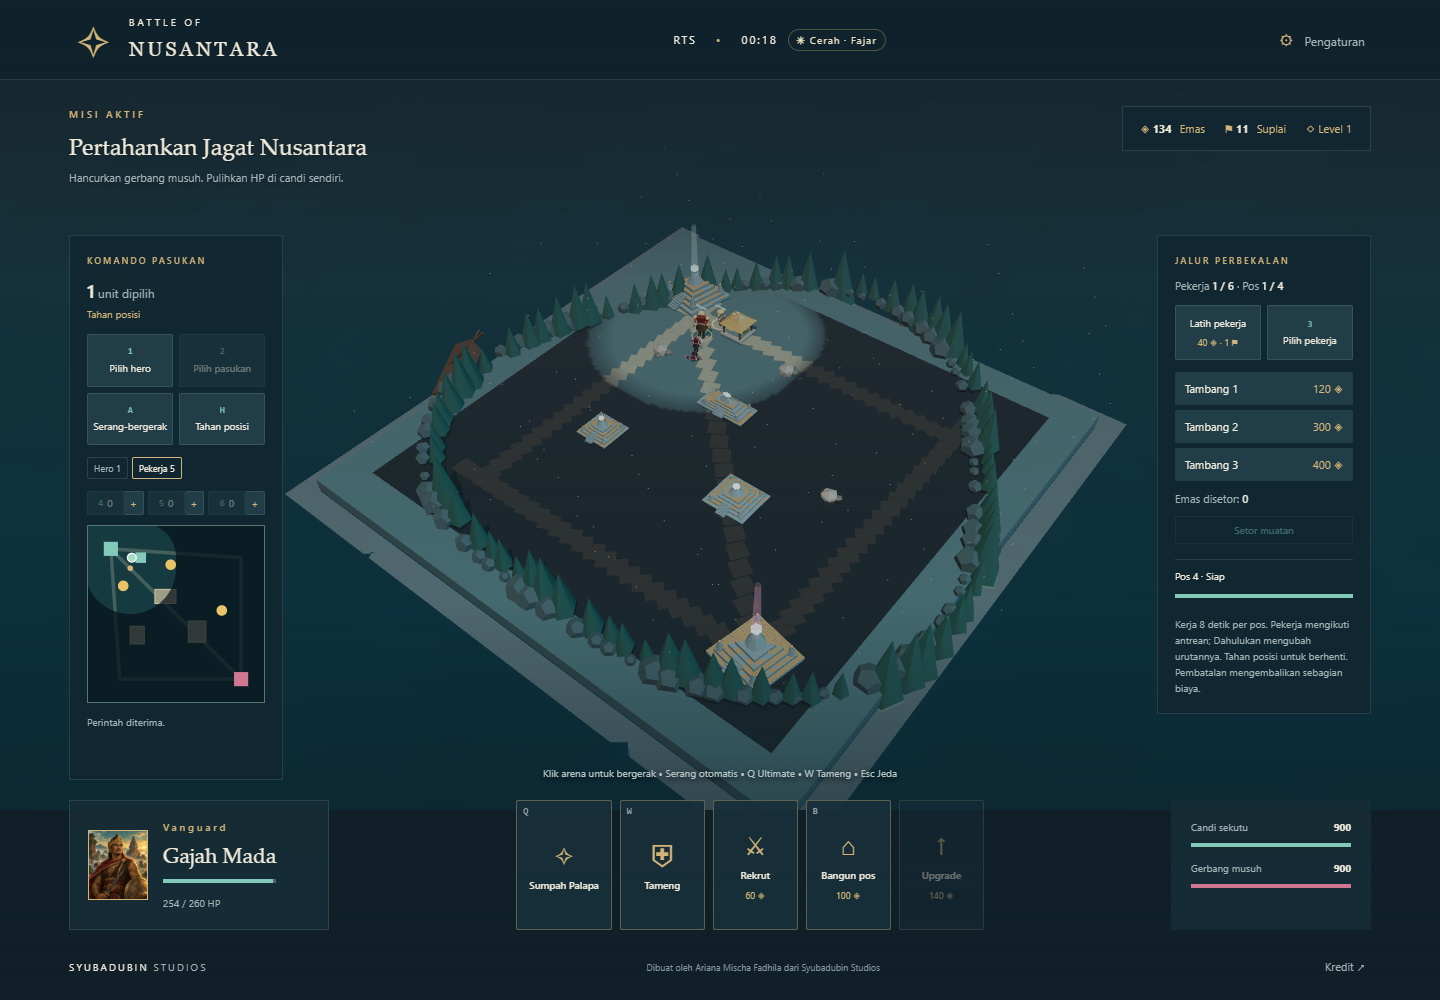 BATTLE OF
NUSANTARA
RTS • 00:18 Cerah · Fajar
Pengaturan
MISI AKTIF
Pertahankan Jagat Nusantara
Hancurkan gerbang musuh. Pulihkan HP di candi sendiri.
134 Emas 11 Suplai Level 1
KOMANDO PASUKAN
1 unit dipilih
Tahan posisi
1
Pilih hero
2
Pilih pasukan
A
Serang-bergerak
H
Tahan posisi
Hero 1 Pekerja 5
4 0 + 5 0 + 6 0 +
Perintah diterima.
JALUR PERBEKALAN
Pekerja 1 / 6 · Pos 1 / 4
Latih pekerja
40 · 1
3
Pilih pekerja
Tambang 1 120
Tambang 2 300
Tambang 3 400
Emas disetor: 0
Setor muatan
Pos 4 · Siap
Kerja 8 detik per pos. Pekerja mengikuti
antrean; Dahulukan mengubah
urutannya. Tahan posisi untuk berhenti.
Pembatalan mengembalikan sebagian
biaya.
Klik arena untuk bergerak • Serang otomatis • Q Ultimate • W Tameng • Esc Jeda
Vanguard
Gajah Mada
254 / 260 HP
Q
Sumpah Palapa
W
Tameng
Rekrut
60
B
Bangun pos
100
Upgrade
140
Candi sekutu 900
Gerbang musuh 900
SYUBADUBIN STUDIOS
Dibuat oleh Ariana Mischa Fadhila dari Syubadubin Studios
Kredit ↗